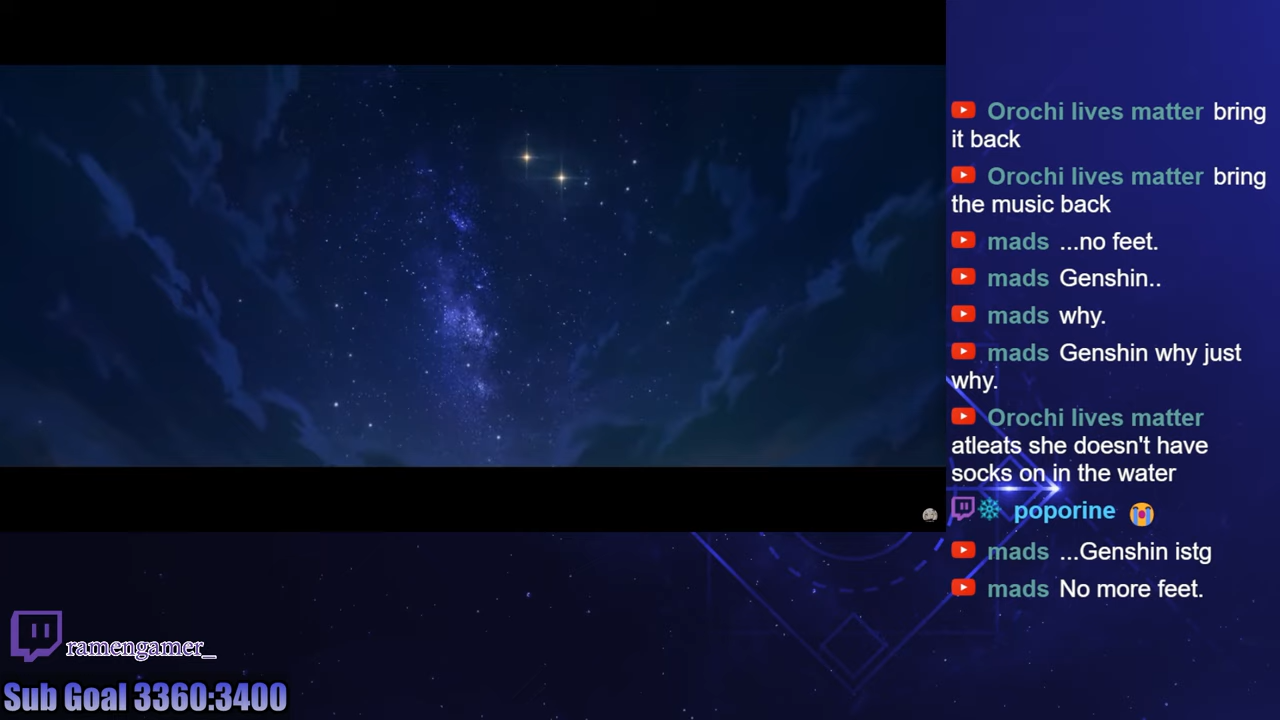 Orochi lives matter bring
it back
Orochi lives matter bring
the music back
mads ...no feet.
mads Genshin..
mads why.
mads Genshin why just
why.
Orochi lives matter
atleats she doesn't have
socks on in the water
poporine 😭
mads ...Genshin istg
mads No more feet.
ramengamer_
Sub Goal 3360:3400